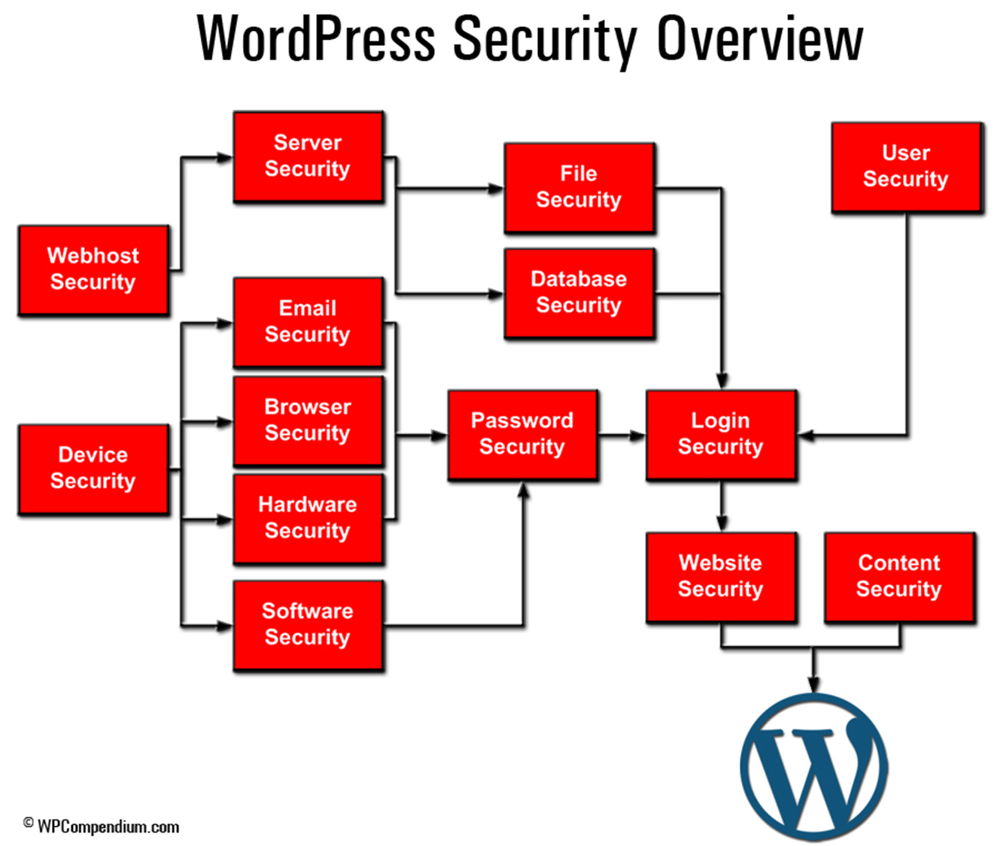 WordPress Security Overview
Server
Security
File
Security
User
Security
Webhost
Security
Database
Security
Email
Security
Browser
Security
Password
Security
Login
Security
Device
Security
Hardware
Security
Website
Security
Content
Security
Software
Security
© WPCompendium.com